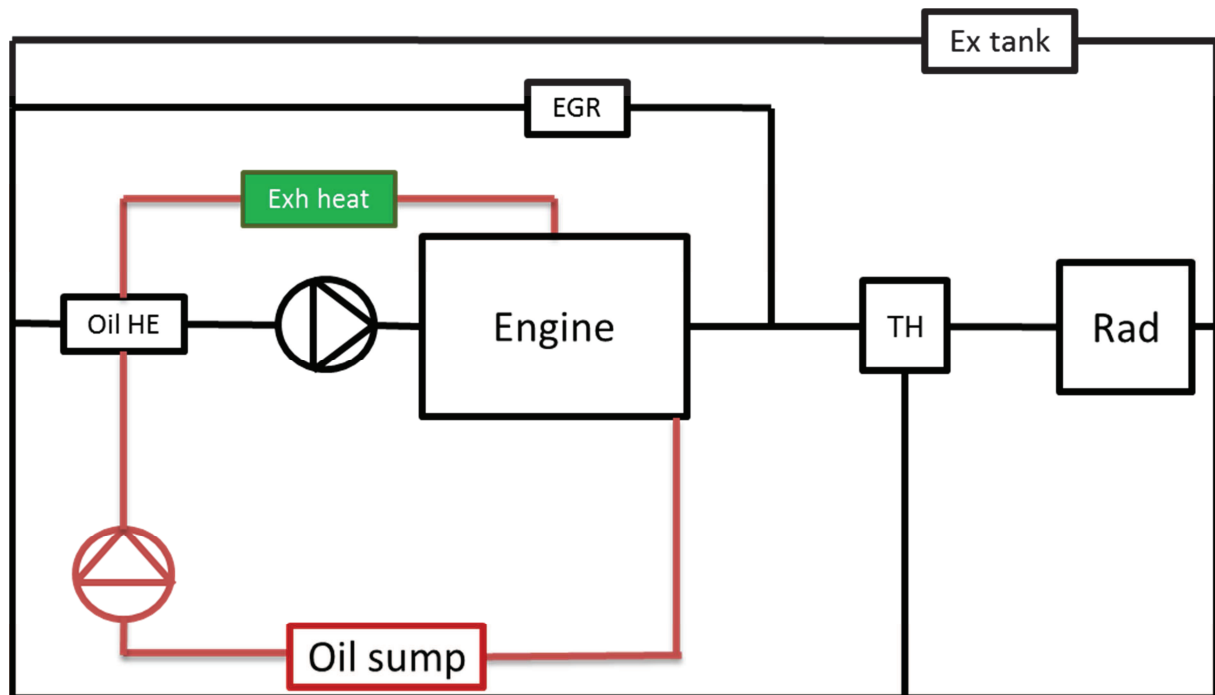 Ex tank
EGR
Exh heat
Oil HE
Engine
TH
Rad
Oil sump